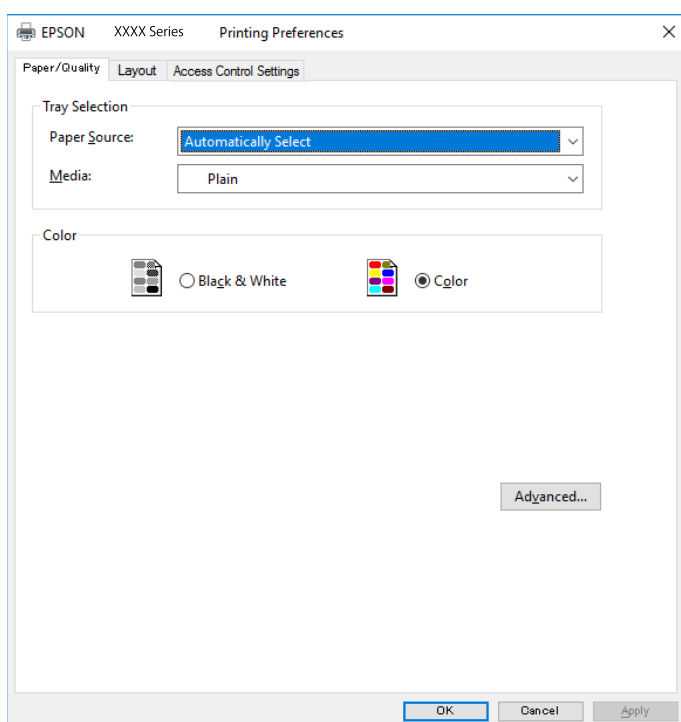 EPSON XXXX Series Printing Preferences
Paper/Quality Layout Access Control Settings
Tray Selection
Paper Source: Automatically Select
Media: Plain
Color
Black & White Color
Advanced...
OK Cancel Apply